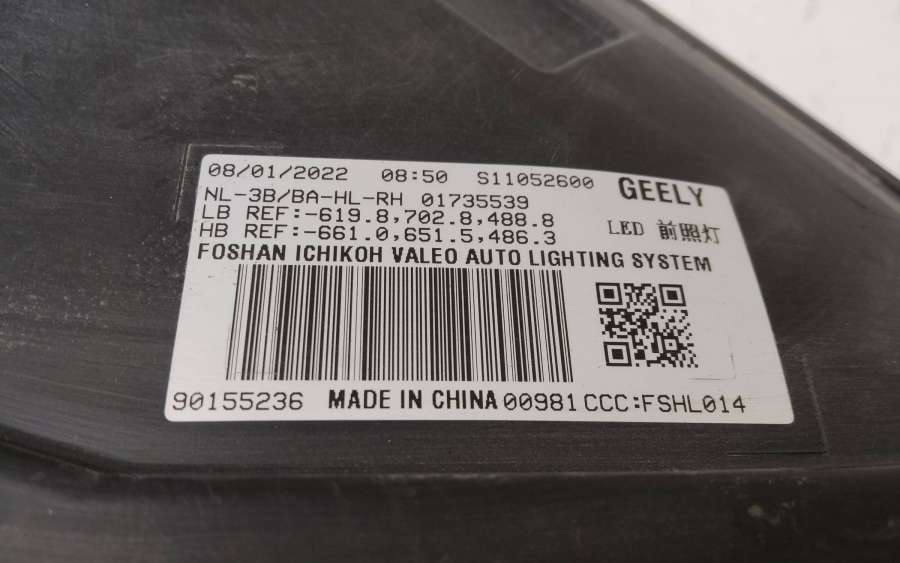 08/01/2022 08:50 S11052600 GEELY
NL-3B/BA-HL-RH 01735539
LB REF:-619.8,702.8,488.8 LED 前照灯
HB REF:-661.0,651.5,486.3
FOSHAN ICHIKOH VALEO AUTO LIGHTING SYSTEM
90155236 MADE IN CHINA 00981 CCC:FSHL014